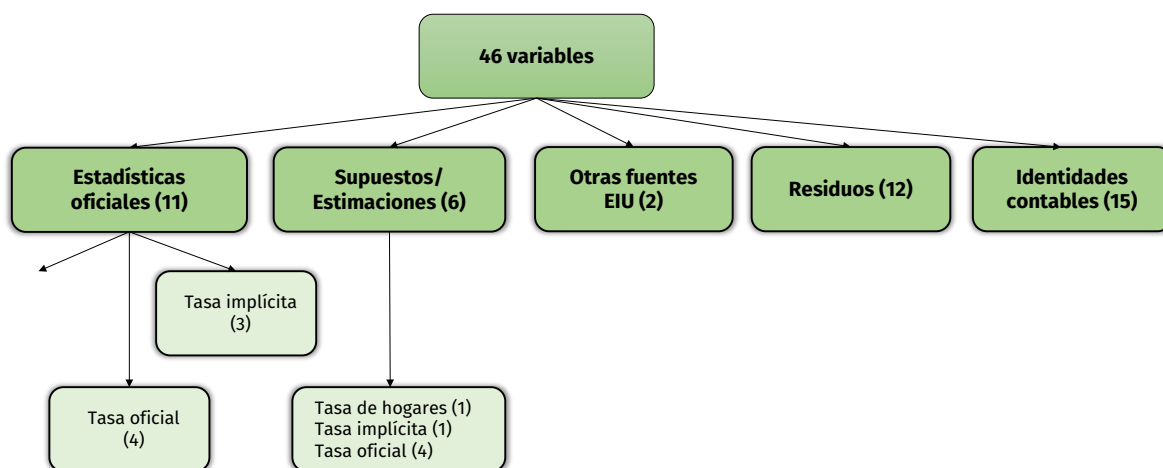 46 variables
Estadísticas
oficiales (11)
Supuestos/
Estimaciones (6)
Otras fuentes
EIU (2)
Residuos (12)
Identidades
contables (15)
Tasa implícita
(3)
Tasa oficial
(4)
Tasa de hogares (1)
Tasa implícita (1)
Tasa oficial (4)